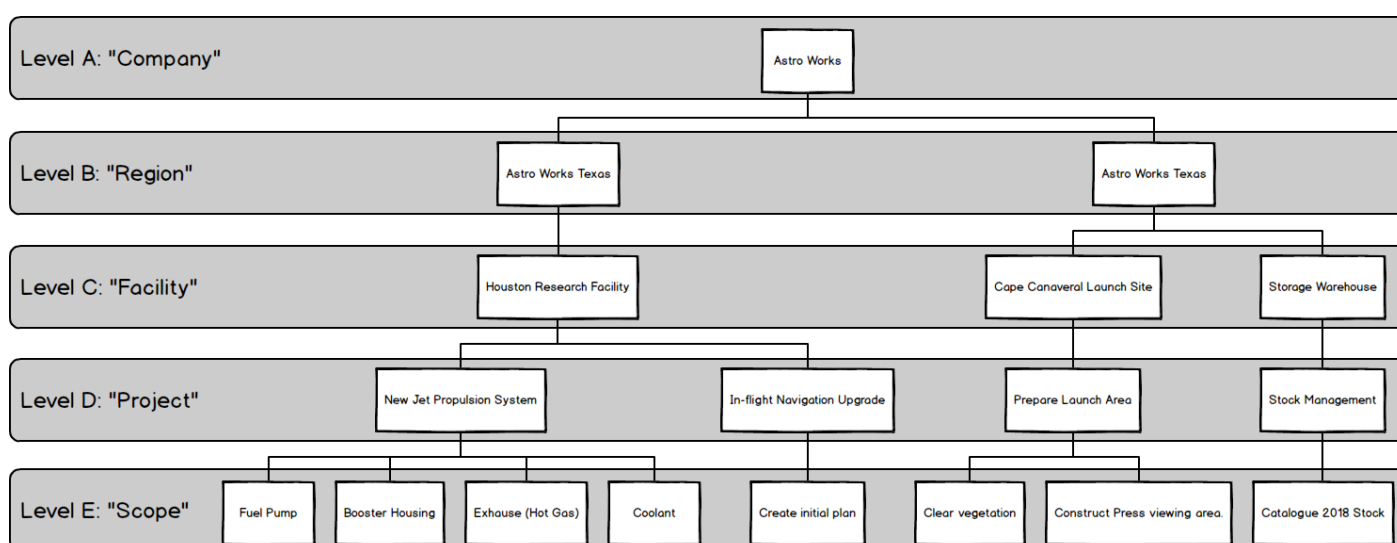 Level A: "Company"
Astro Works
Level B: "Region"
Astro Works Texas
Astro Works Texas
Level C: "Facility"
Houston Research Facility
Cape Canaveral Launch Site
Storage Warehouse
Level D: "Project"
New Jet Propulsion System
In-flight Navigation Upgrade
Prepare Launch Area
Stock Management
Level E: "Scope"
Fuel Pump
Booster Housing
Exhause (Hot Gas)
Coolant
Create initial plan
Clear vegetation
Construct Press viewing area.
Catalogue 2018 Stock